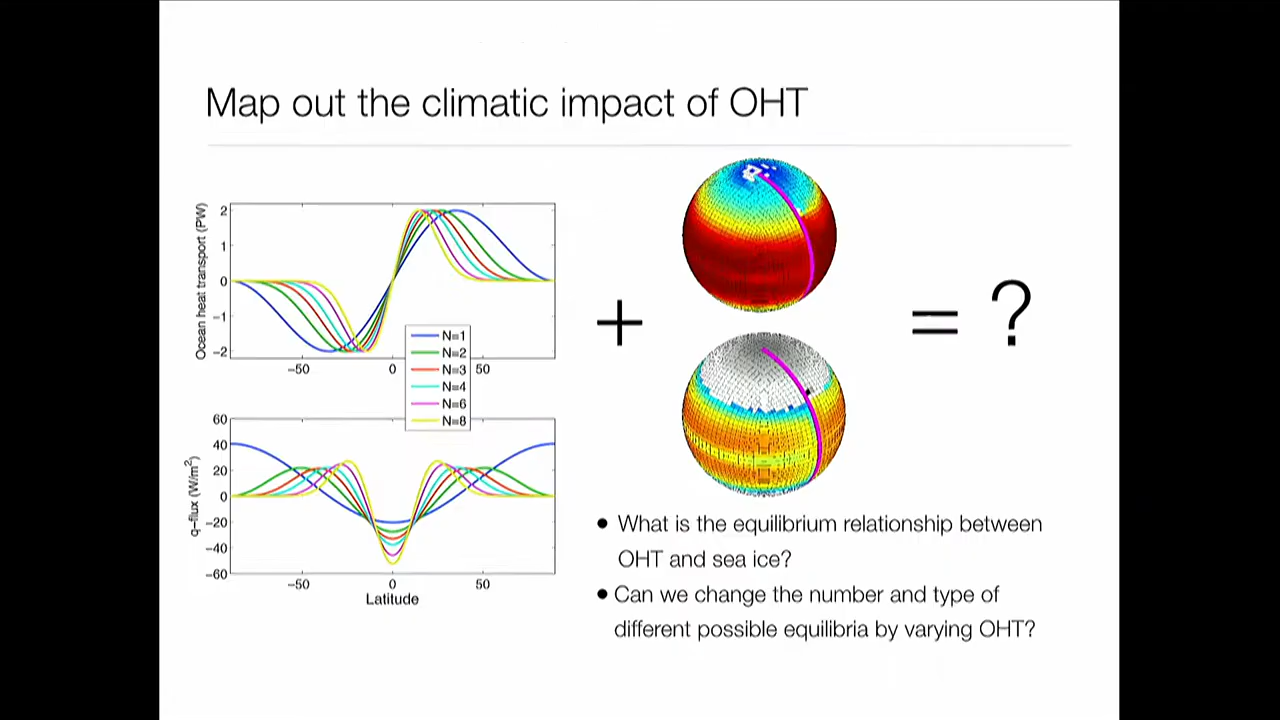 Map out the climatic impact of OHT
Ocean heat transport (PW)
2
1
0
−1
−2
−50
0
50
N=1
N=2
N=3
N=4
N=6
N=8
q−flux (W/m²)
60
40
20
0
−20
−40
−60
−50
0
50
Latitude
+
= ?
• What is the equilibrium relationship between
OHT and sea ice?
• Can we change the number and type of
different possible equilibria by varying OHT?